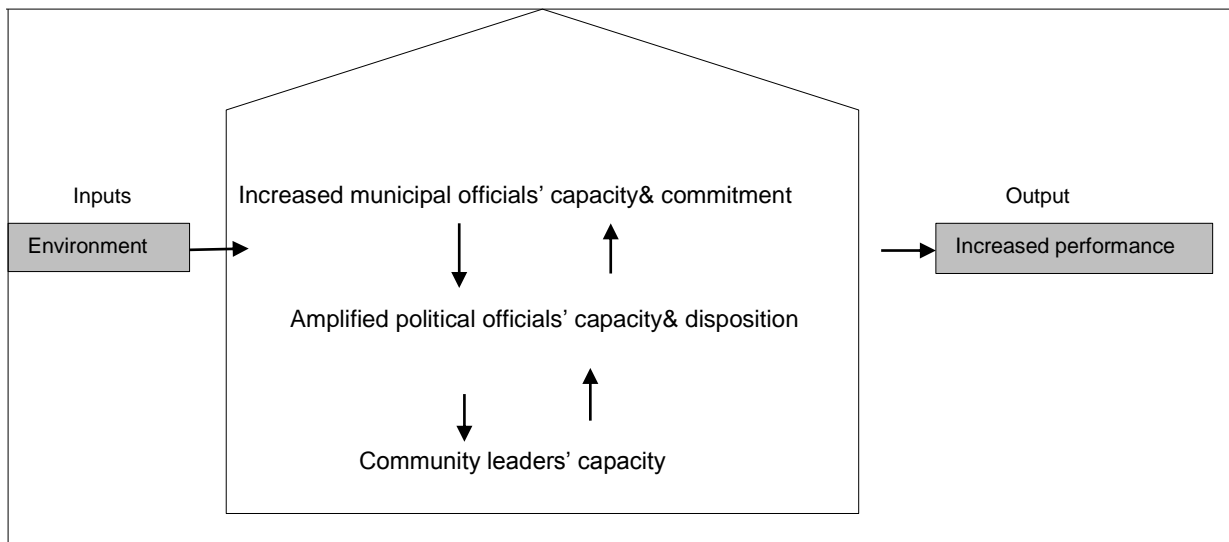 Inputs
Increased municipal officials’ capacity& commitment
Output
Environment
Increased performance
Amplified political officials’ capacity& disposition
Community leaders’ capacity